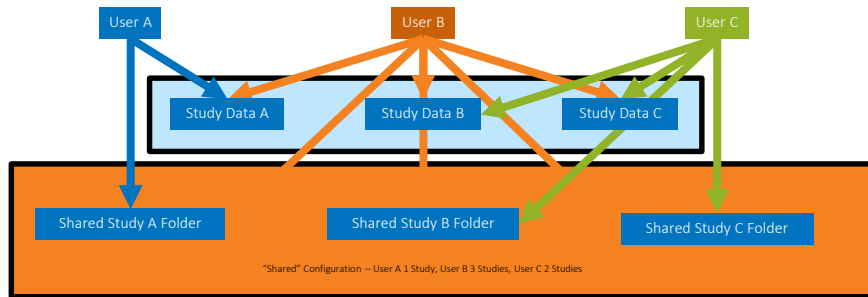 User A
User B
User C
Study Data A
Study Data B
Study Data C
Shared Study A Folder
Shared Study B Folder
Shared Study C Folder
"Shared" Configuration – User A 1 Study, User B 3 Studies, User C 2 Studies